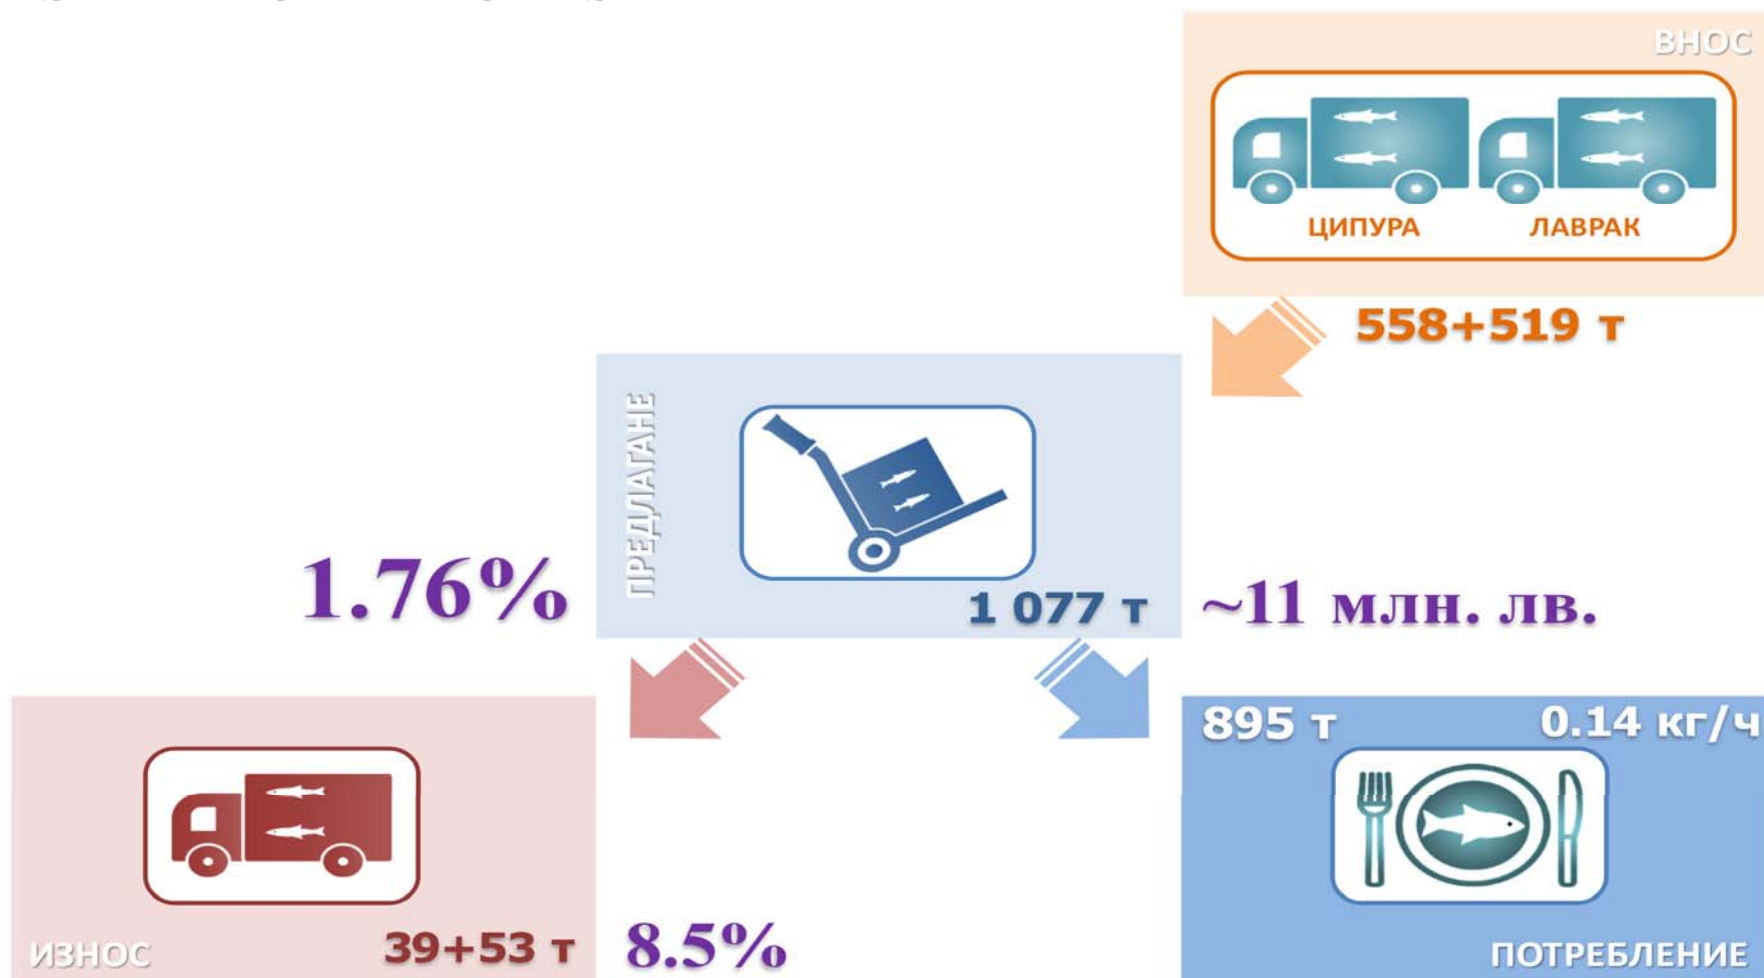 ВНОС
ЦИПУРА ЛАВРАК
558+519 т
ПРЕДЛАГАНЕ
1.76%
1 077 т
~11 млн. лв.
895 т 0.14 кг/ч
ИЗНОС
39+53 т
8.5%
ПОТРЕБЛЕНИЕ